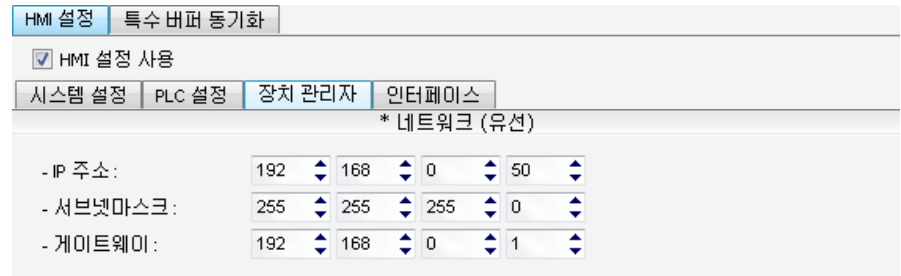 HMI 설정 특수 버퍼 동기화
HMI 설정 사용
시스템 설정 PLC 설정 장치 관리자 인터페이스
* 네트워크 (유선)
- IP 주소 : 192 168 0 50
- 서브넷마스크 : 255 255 255 0
- 게이트웨이 : 192 168 0 1